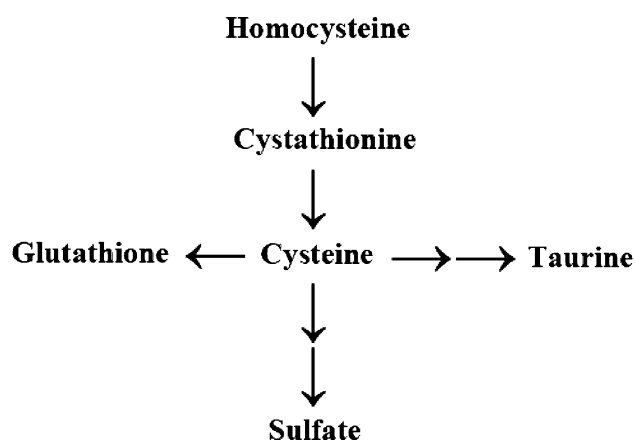 Homocysteine
Cystathionine
Glutathione Cysteine Taurine
Sulfate